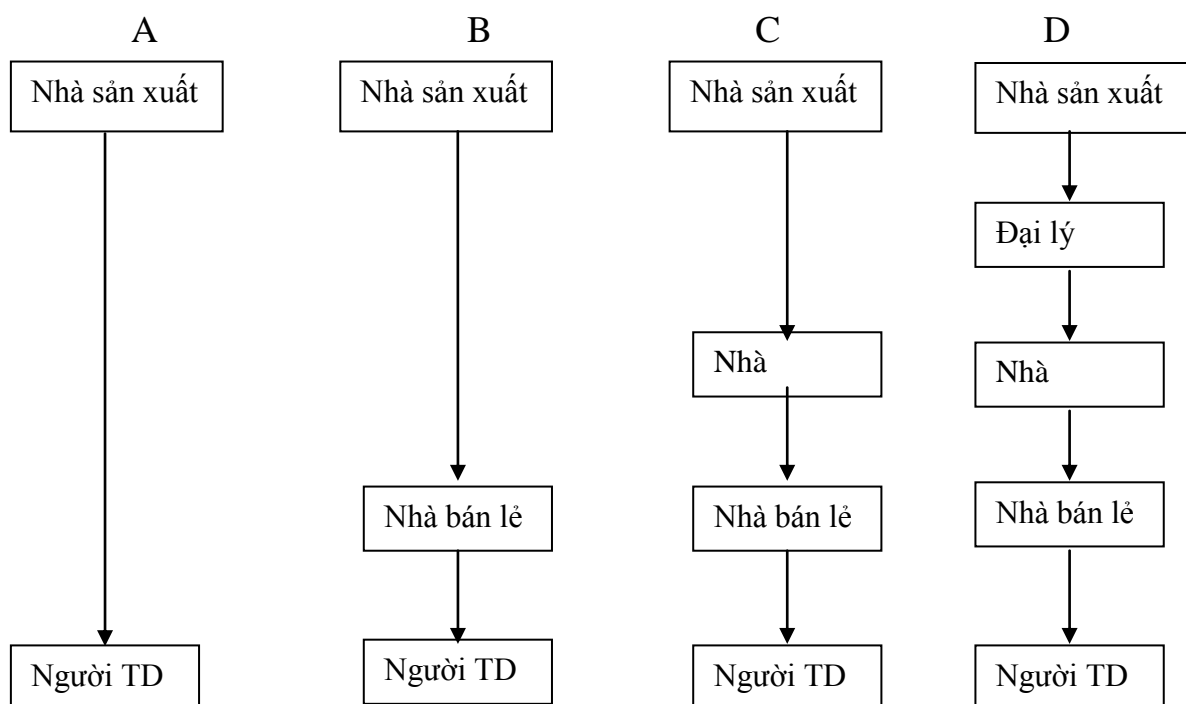 A B C D
Nhà sản xuất Nhà sản xuất Nhà sản xuất Nhà sản xuất
Đại lý
Nhà Nhà
Nhà bán lẻ Nhà bán lẻ Nhà bán lẻ
Người TD Người TD Người TD Người TD